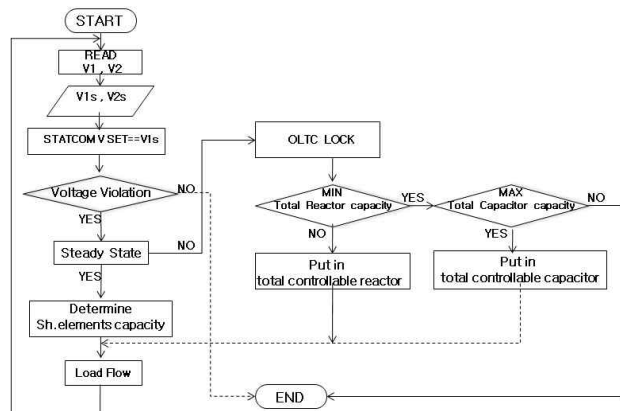 START
READ
V1 , V2
V1s , V2s
STATCOM V SET==V1s
Voltage Violation
NO
YES
Steady State
NO
YES
Determine
Sh.elements capacity
Load Flow
OLTC LOCK
MIN
Total Reactor capacity
YES
NO
Put in
total controllable reactor
MAX
Total Capacitor capacity
NO
YES
Put in
total controllable capacitor
END